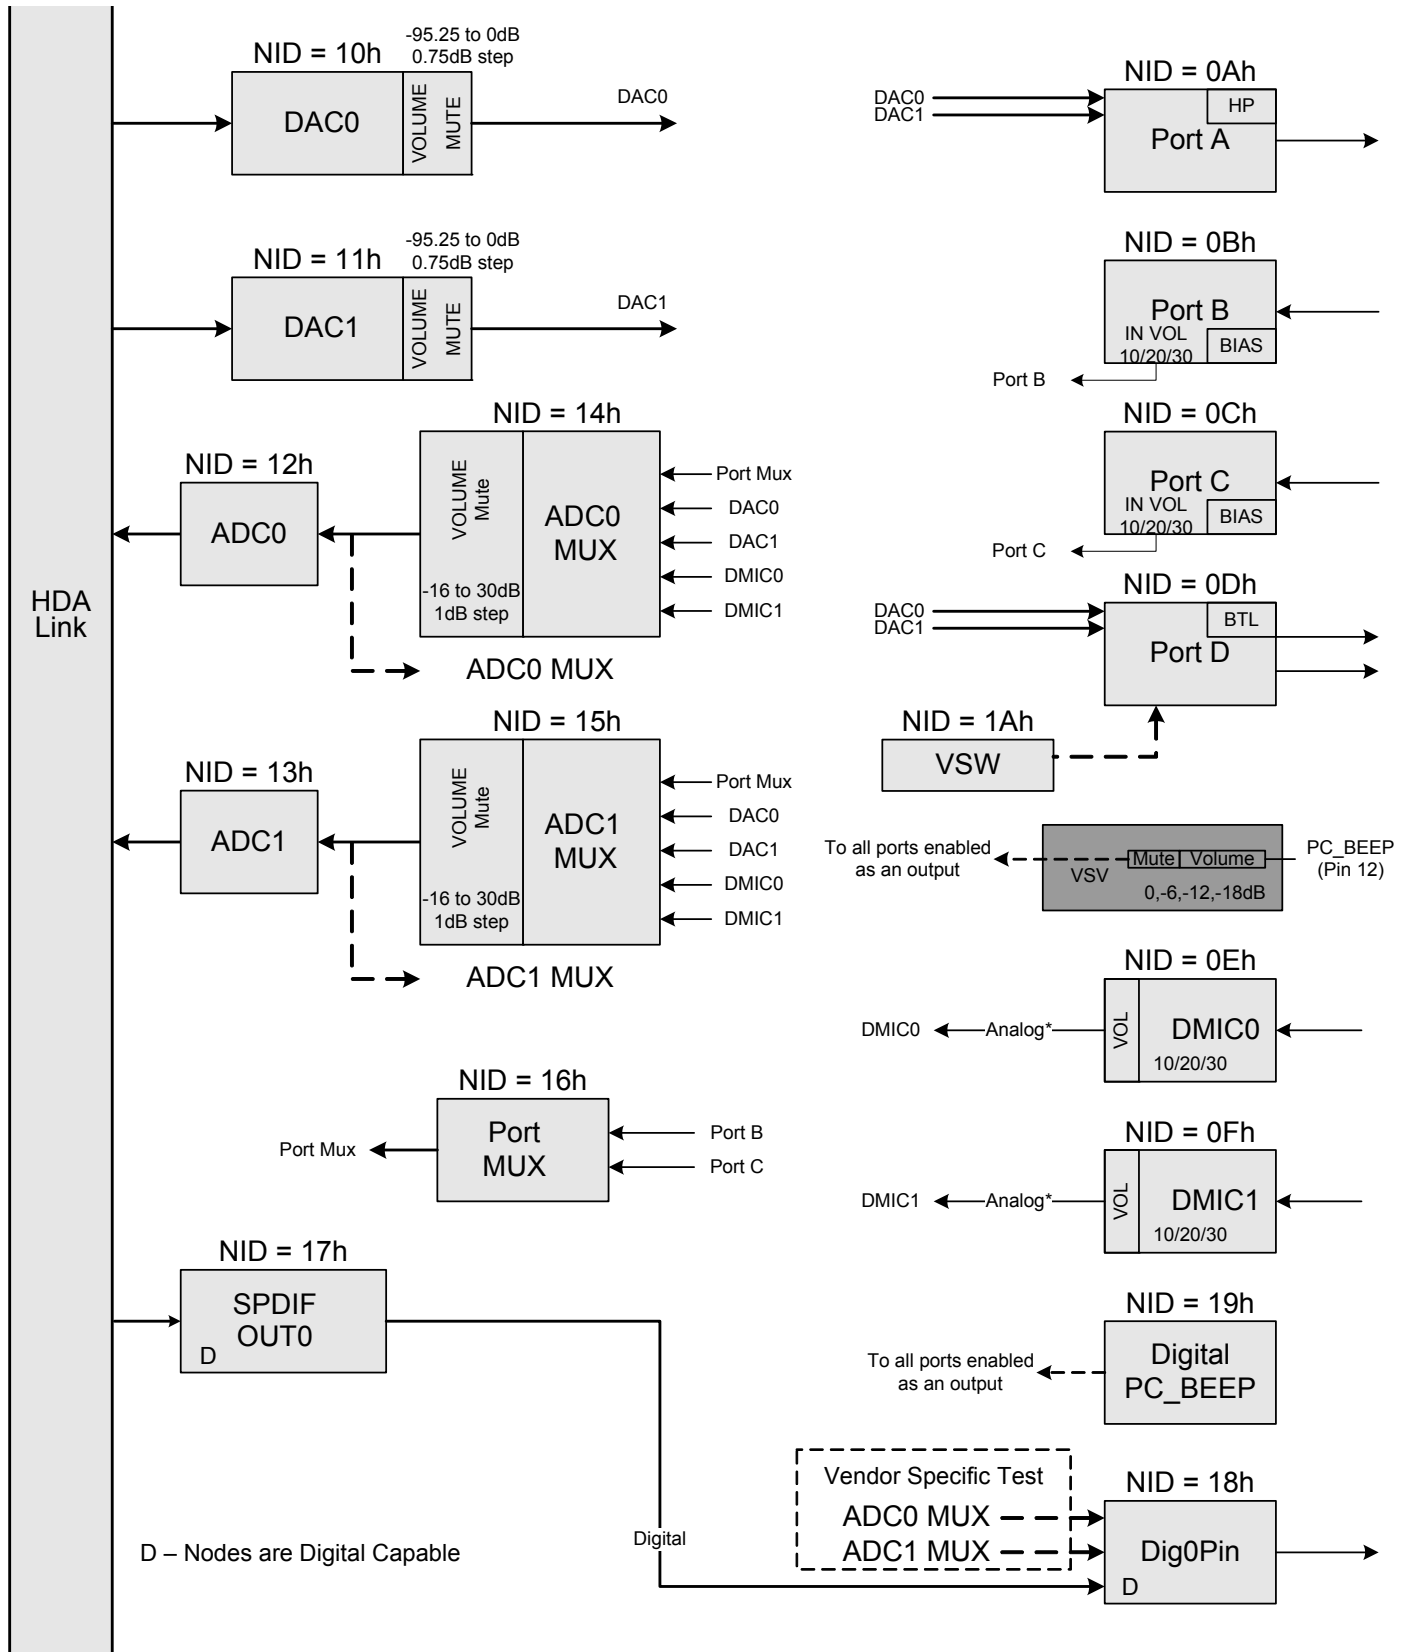 HDA
Link
NID = 10h
-95.25 to 0dB
0.75dB step
DAC0
VOLUME
MUTE
DAC0
NID = 11h
-95.25 to 0dB
0.75dB step
DAC1
VOLUME
MUTE
DAC1
NID = 14h
NID = 12h
ADC0
VOLUME
Mute
-16 to 30dB
1dB step
ADC0
MUX
Port Mux
DAC0
DAC1
DMIC0
DMIC1
ADC0 MUX
NID = 15h
NID = 13h
ADC1
VOLUME
Mute
-16 to 30dB
1dB step
ADC1
MUX
Port Mux
DAC0
DAC1
DMIC0
DMIC1
ADC1 MUX
NID = 16h
Port Mux
Port
MUX
Port B
Port C
NID = 17h
SPDIF
OUT0
D
Digital
D – Nodes are Digital Capable
NID = 0Ah
DAC0
DAC1
HP
Port A
NID = 0Bh
Port B
IN VOL
10/20/30
BIAS
Port B
NID = 0Ch
Port C
IN VOL
10/20/30
BIAS
Port C
NID = 0Dh
DAC0
DAC1
BTL
Port D
NID = 1Ah
VSW
To all ports enabled
as an output
VSV
Mute
Volume
0,-6,-12,-18dB
PC_BEEP
(Pin 12)
NID = 0Eh
DMIC0
Analog*
VOL
DMIC0
10/20/30
NID = 0Fh
DMIC1
Analog*
VOL
DMIC1
10/20/30
NID = 19h
To all ports enabled
as an output
Digital
PC_BEEP
Vendor Specific Test
ADC0 MUX
ADC1 MUX
NID = 18h
Dig0Pin
D